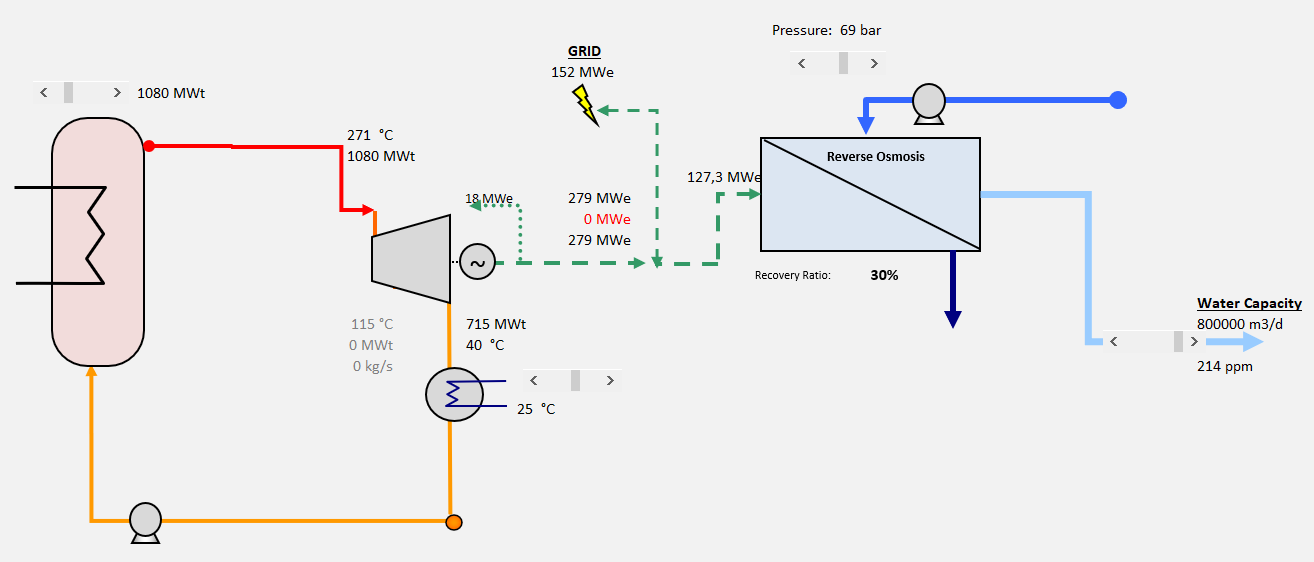 Pressure: 69 bar
GRID
152 MWe
1080 MWt
271 °C
1080 MWt
18 MWe
279 MWe
0 MWe
279 MWe
127,3 MWe
Reverse Osmosis
~
Recovery Ratio: 30%
115 °C
0 MWt
0 kg/s
715 MWt
40 °C
25 °C
Water Capacity
800000 m3/d
214 ppm